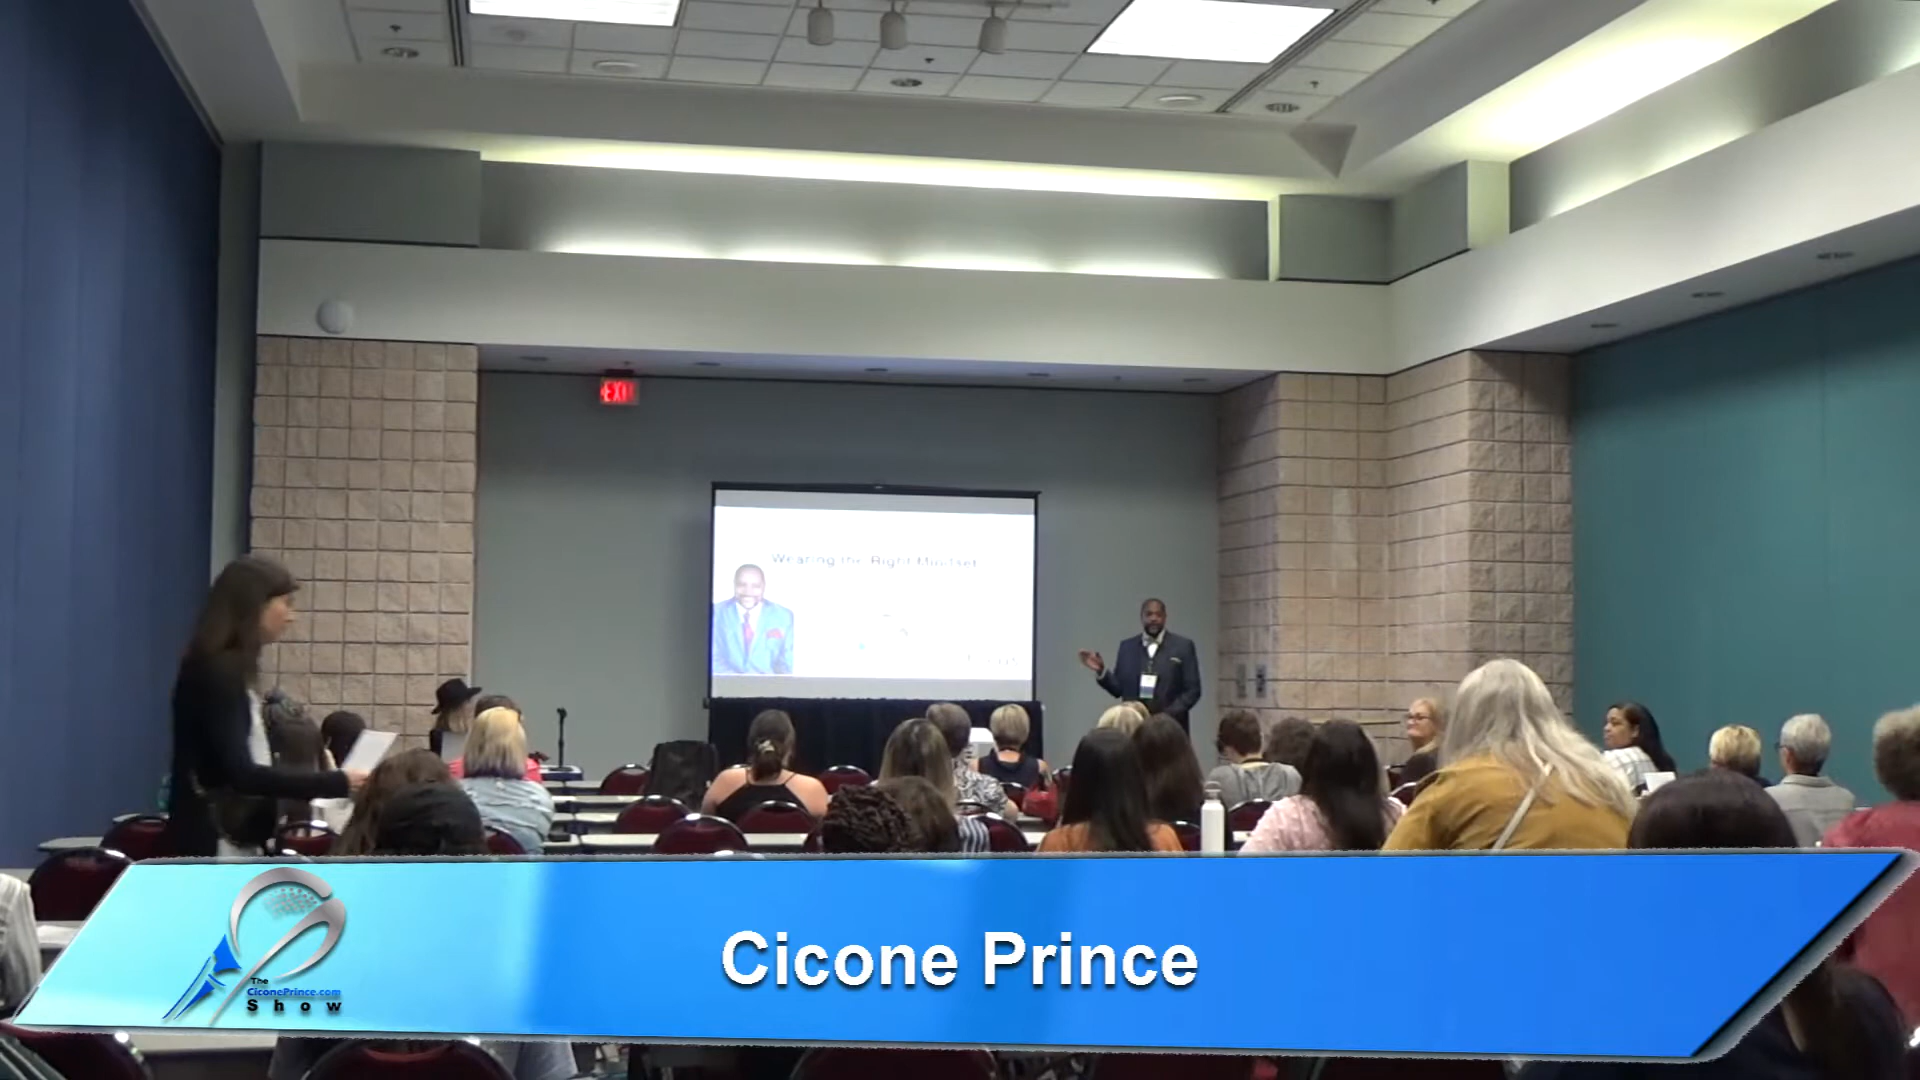 EXIT
Wearing the Right Mindset
Cicone Prince
The
CiconePrince.com
Show